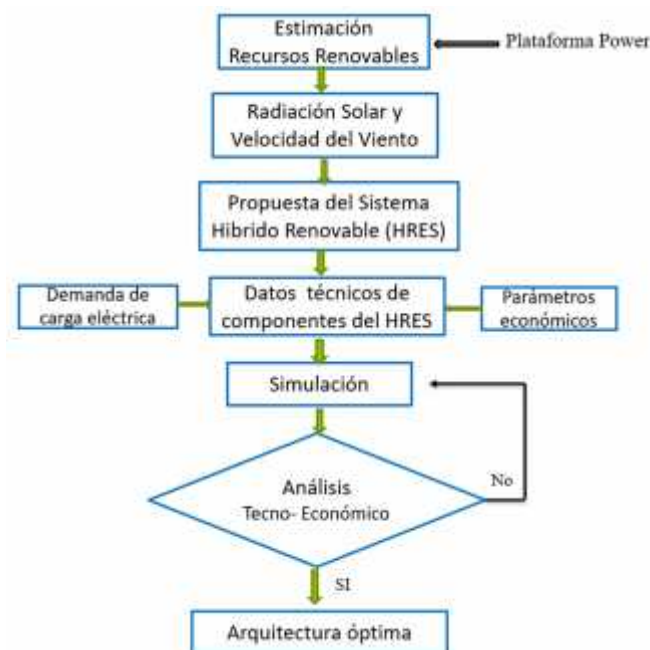 Estimación
Recursos Renovables
Plataforma Power
Radiación Solar y
Velocidad del Viento
Propuesta del Sistema
Hibrido Renovable (HRES)
Demanda de
carga eléctrica
Datos técnicos de
componentes del HRES
Parámetros
económicos
Simulación
Análisis
Tecno- Económico
No
SI
Arquitectura óptima